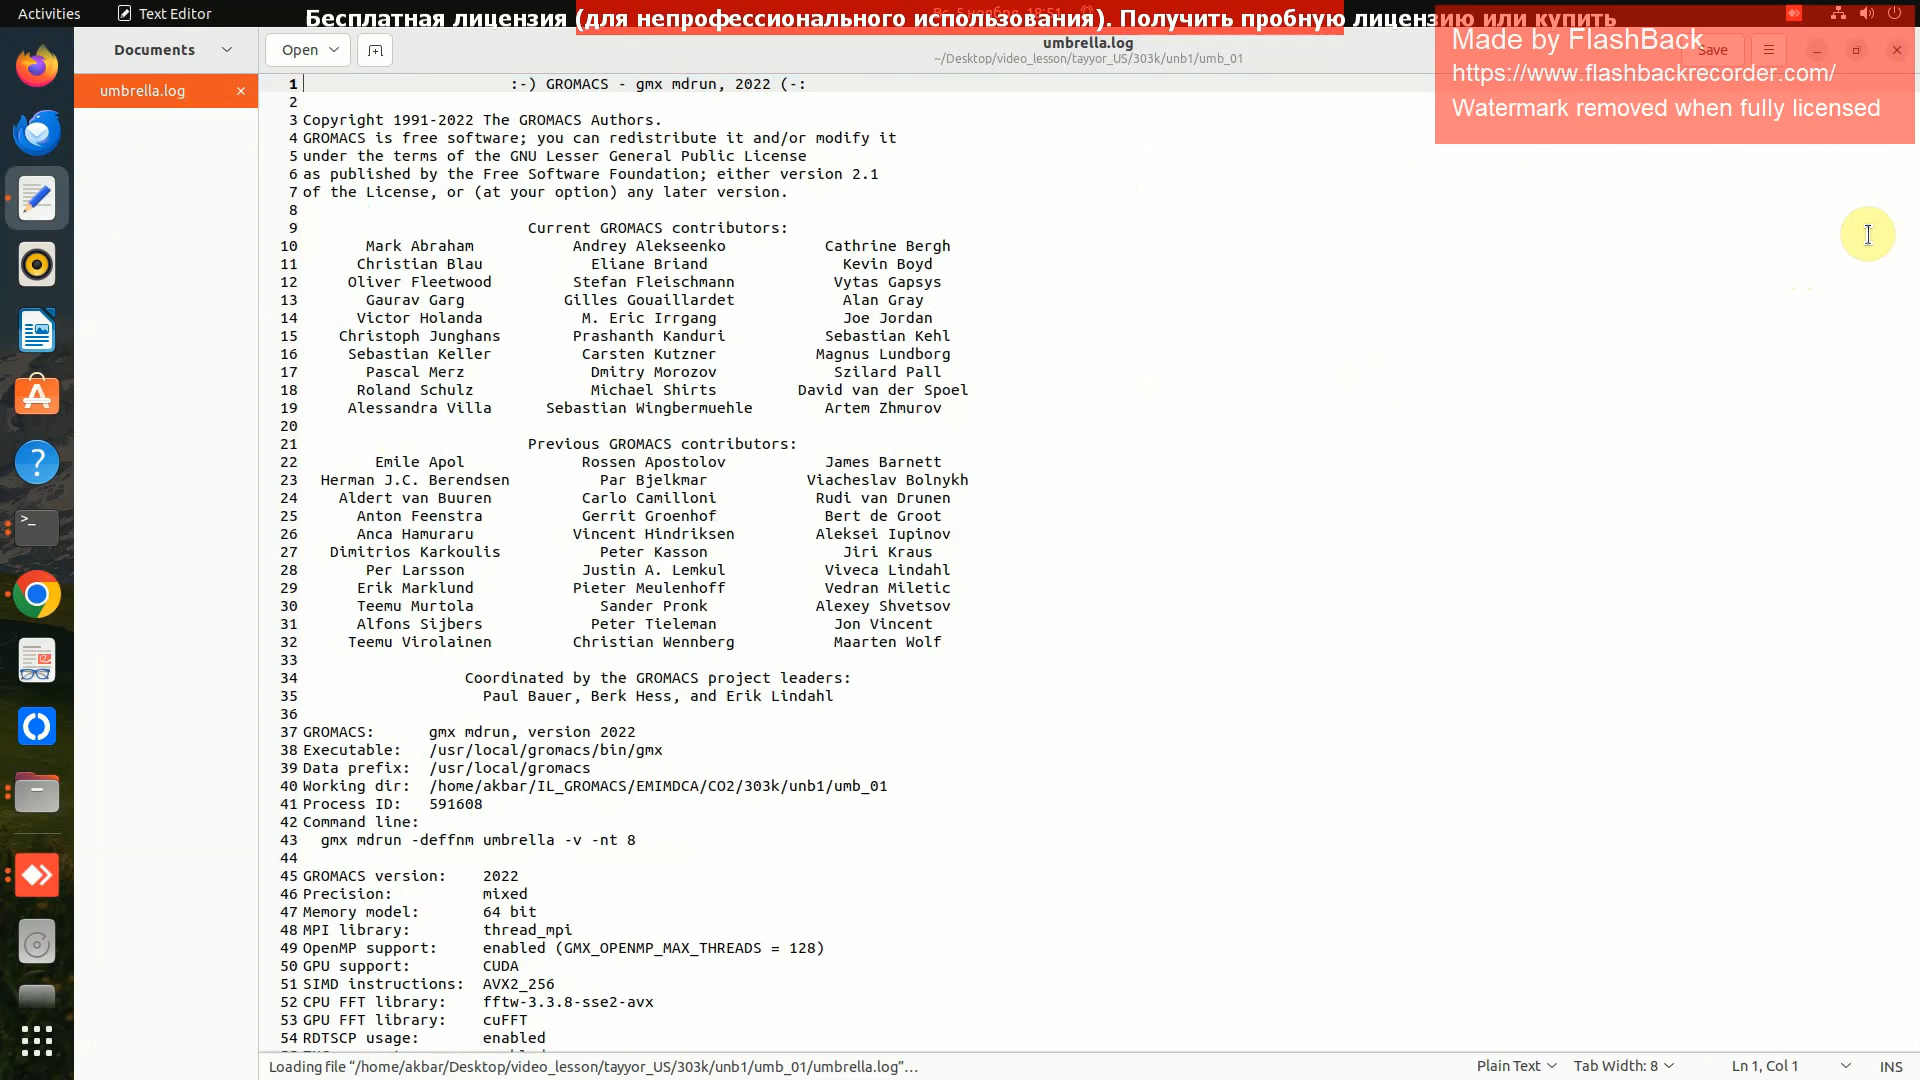 Activities
Text Editor
Бесплатная лицензия (для непрофессионального использования). Получить пробную лицензию или купить
Made by FlashBack
https://www.flashbackrecorder.com/
Watermark removed when fully licensed
Documents
Open
umbrella.log
~/Desktop/video_lesson/tayyor_US/303k/unb1/umb_01
Save
umbrella.log
1 :-) GROMACS - gmx mdrun, 2022 (-:
2
3 Copyright 1991-2022 The GROMACS Authors.
4 GROMACS is free software; you can redistribute it and/or modify it
5 under the terms of the GNU Lesser General Public License
6 as published by the Free Software Foundation; either version 2.1
7 of the License, or (at your option) any later version.
8
9 Current GROMACS contributors:
10 Mark Abraham Andrey Alekseenko Cathrine Bergh
11 Christian Blau Eliane Briand Kevin Boyd
12 Oliver Fleetwood Stefan Fleischmann Vytas Gapsys
13 Gaurav Garg Gilles Gouaillardet Alan Gray
14 Victor Holanda M. Eric Irrgang Joe Jordan
15 Christoph Junghans Prashanth Kanduri Sebastian Kehl
16 Sebastian Keller Carsten Kutzner Magnus Lundborg
17 Pascal Merz Dmitry Morozov Szilard Pall
18 Roland Schulz Michael Shirts David van der Spoel
19 Alessandra Villa Sebastian Wingbermuehle Artem Zhmurov
20
21 Previous GROMACS contributors:
22 Emile Apol Rossen Apostolov James Barnett
23 Herman J.C. Berendsen Par Bjelkmar Viacheslav Bolnykh
24 Aldert van Buuren Carlo Camilloni Rudi van Drunen
25 Anton Feenstra Gerrit Groenhof Bert de Groot
26 Anca Hamuraru Vincent Hindriksen Aleksei Iupinov
27 Dimitrios Karkoulis Peter Kasson Jiri Kraus
28 Per Larsson Justin A. Lemkul Viveca Lindahl
29 Erik Marklund Pieter Meulenhoff Vedran Miletic
30 Teemu Murtola Sander Pronk Alexey Shvetsov
31 Alfons Sijbers Peter Tieleman Jon Vincent
32 Teemu Virolainen Christian Wennberg Maarten Wolf
33
34 Coordinated by the GROMACS project leaders:
35 Paul Bauer, Berk Hess, and Erik Lindahl
36
37 GROMACS: gmx mdrun, version 2022
38 Executable: /usr/local/gromacs/bin/gmx
39 Data prefix: /usr/local/gromacs
40 Working dir: /home/akbar/IL_GROMACS/EMIMDCA/CO2/303k/unb1/umb_01
41 Process ID: 591608
42 Command line:
43 gmx mdrun -deffnm umbrella -v -nt 8
44
45 GROMACS version: 2022
46 Precision: mixed
47 Memory model: 64 bit
48 MPI library: thread_mpi
49 OpenMP support: enabled (GMX_OPENMP_MAX_THREADS = 128)
50 GPU support: CUDA
51 SIMD instructions: AVX2_256
52 CPU FFT library: fftw-3.3.8-sse2-avx
53 GPU FFT library: cuFFT
54 RDTSCP usage: enabled
Loading file “/home/akbar/Desktop/video_lesson/tayyor_US/303k/unb1/umb_01/umbrella.log”…
Plain Text
Tab Width: 8
Ln 1, Col 1
INS